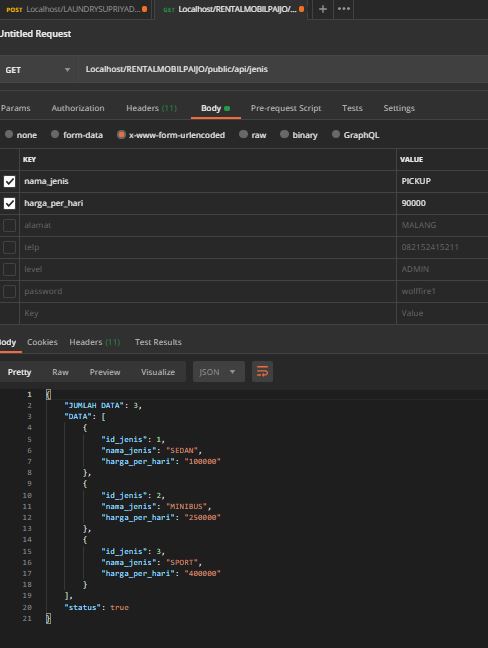 POST Localhost/LAUNDRYSUPRIYAD... GET Localhost/RENTALMOBILPAIJO/... + •••
Untitled Request
GET Localhost/RENTALMOBILPAIJO/public/api/jenis
Params Authorization Headers (11) Body Pre-request Script Tests Settings
none form-data x-www-form-urlencoded raw binary GraphQL
KEY VALUE
nama_jenis PICKUP
harga_per_hari 90000
alamat MALANG
telp 082152415211
level ADMIN
password wolffire1
Key Value
Body Cookies Headers (11) Test Results
Pretty Raw Preview Visualize JSON
1 {
2 "JUMLAH DATA": 3,
3 "DATA": [
4 {
5 "id_jenis": 1,
6 "nama_jenis": "SEDAN",
7 "harga_per_hari": "100000"
8 },
9 {
10 "id_jenis": 2,
11 "nama_jenis": "MINIBUS",
12 "harga_per_hari": "250000"
13 },
14 {
15 "id_jenis": 3,
16 "nama_jenis": "SPORT",
17 "harga_per_hari": "400000"
18 }
19 ],
20 "status": true
21 }